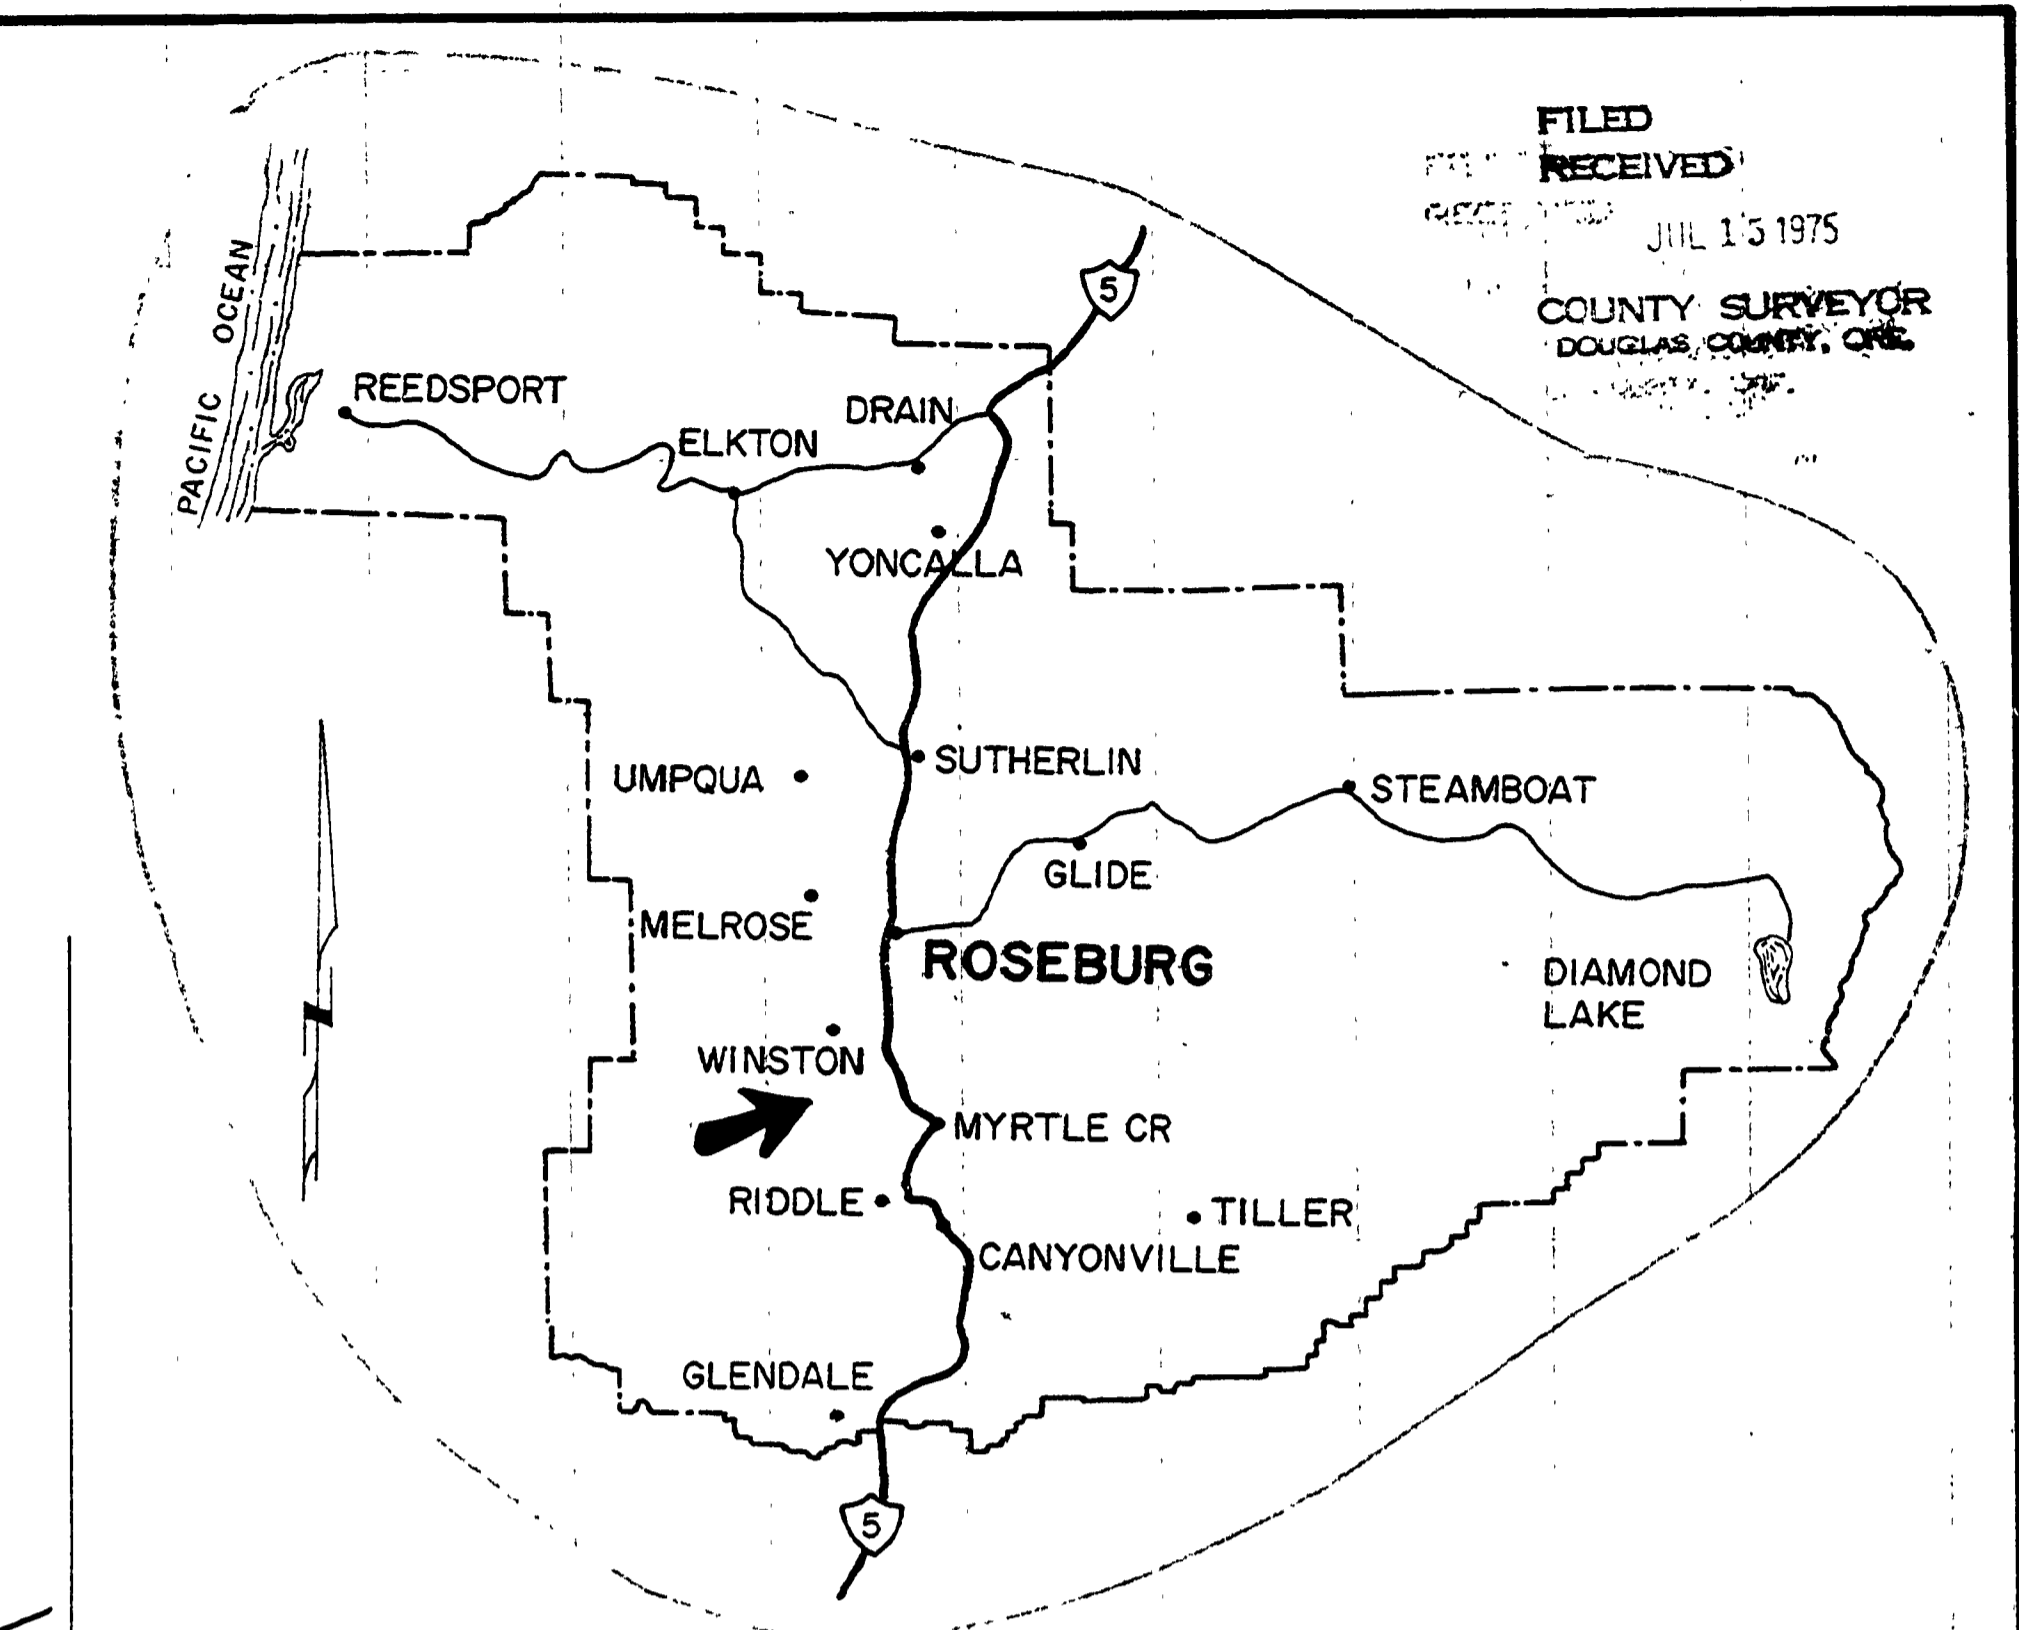 FILED
RECEIVED
JUL 15 1975
COUNTY SURVEYOR
DOUGLAS COUNTY, ORE.
5
PACIFIC OCEAN
REEDSPORT
DRAIN
ELKTON
YONCALLA
SUTHERLIN
UMPQUA
STEAMBOAT
GLIDE
MELROSE
ROSEBURG
DIAMOND
LAKE
WINSTON
MYRTLE CR
RIDDLE
TILLER
CANYONVILLE
GLENDALE
5